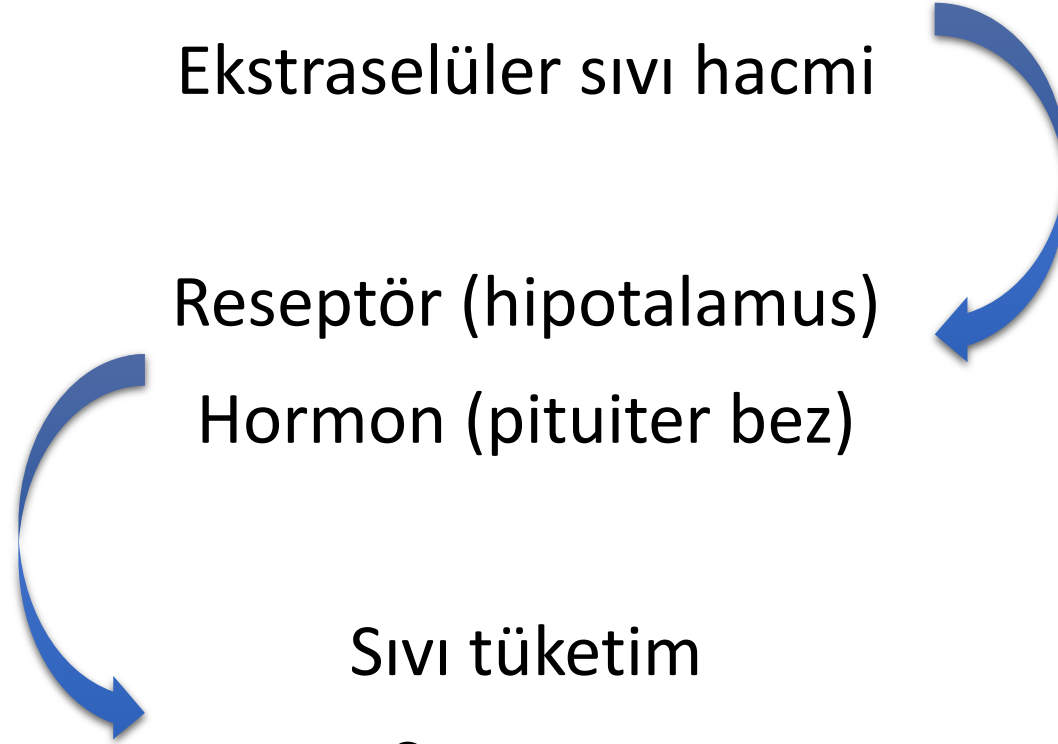 Ekstraselüler sıvı hacmi
Reseptör (hipotalamus)
Hormon (pituiter bez)
Sıvı tüketim